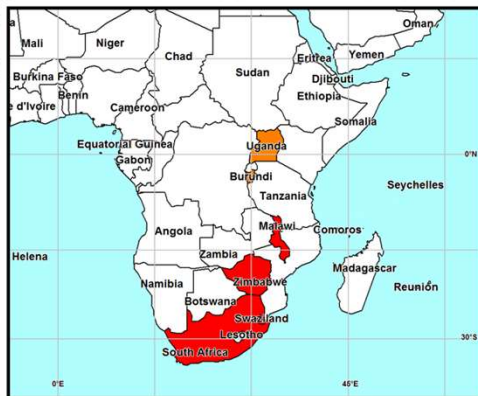 Oman
Mali
Niger
Chad
Eritrea
Yemen
Sudan
Burkina Faso
Djibouti
Benin
Ethiopia
e d'Ivoire
Cameroon
Somalia
Equatorial Guinea
Uganda
0°N
Gabon
Burundi
Seychelles
Tanzania
Malawi
Comoros
Angola
Helena
Zambia
Madagascar
Zimbabwe
Namibia
Reunion
Botswana
Swaziland
Lesotho
30°S
South Africa
0°E
45°E